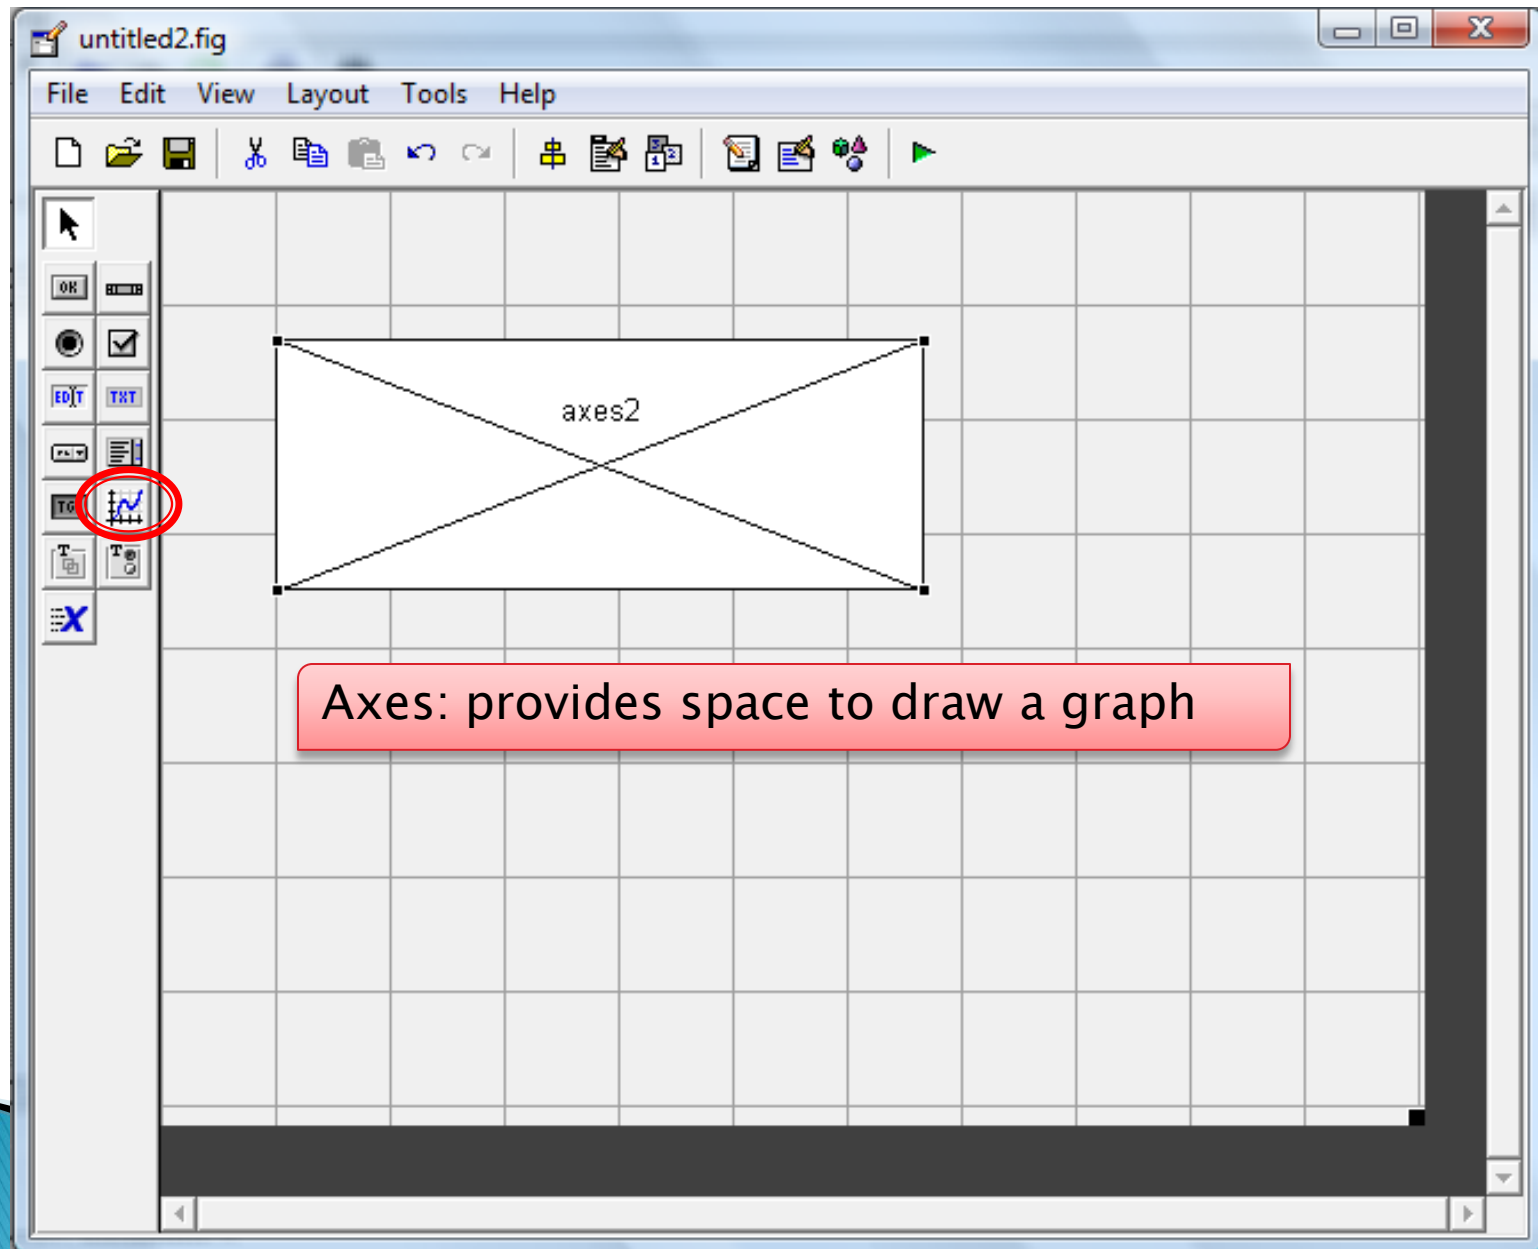 untitled2.fig
File Edit View Layout Tools Help
OK
EDIT TXT
axes2
Axes: provides space to draw a graph